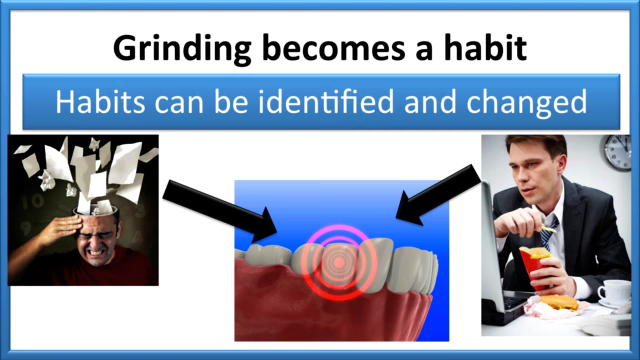 Grinding becomes a habit
Habits can be identified and changed